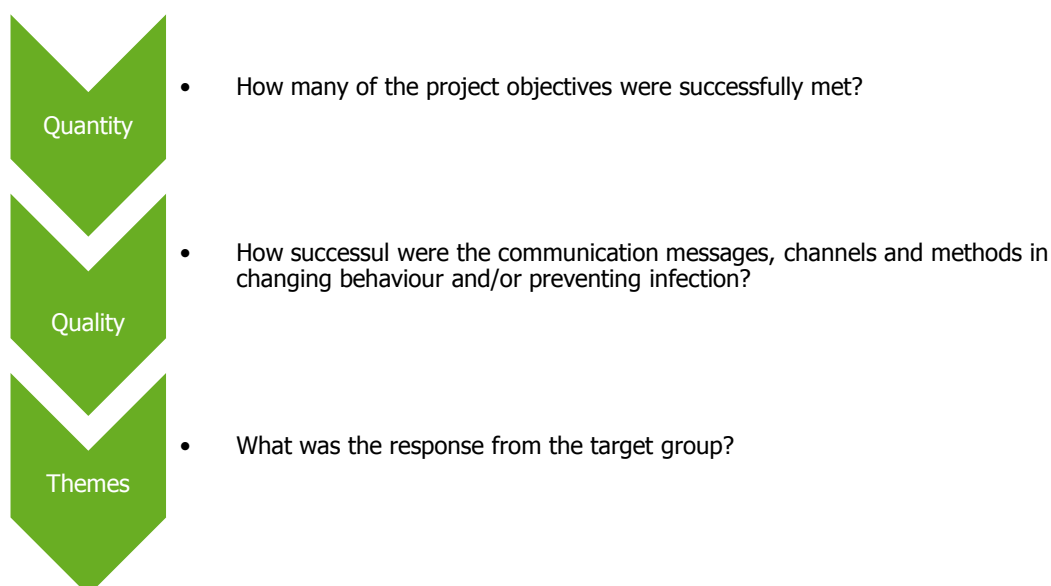 • How many of the project objectives were successfully met?
Quantity
• How successul were the communication messages, channels and methods in
changing behaviour and/or preventing infection?
Quality
• What was the response from the target group?
Themes